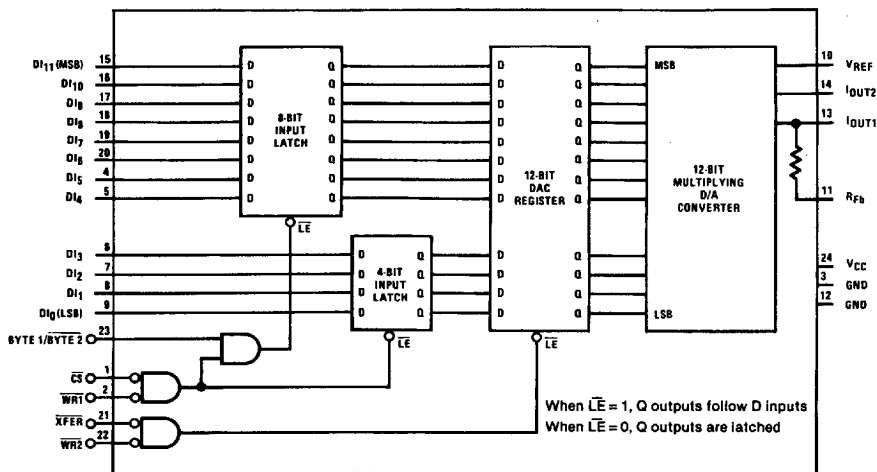 DI11 (MSB) 15
DI10 16
DI9 17
DI8 18
DI7 19
DI6 20
DI5 4
DI4 5
DI3 6
DI2 7
DI1 8
DI0 (LSB) 9
BYTE 1/BYTE 2 23
CS 1
WR1 2
XFER 21
WR2 22
D D D D D D D D
8-BIT
INPUT
LATCH
Q Q Q Q Q Q Q Q
LE
D D D D
4-BIT
INPUT
LATCH
Q Q Q Q
LE
D D D D D D D D D D D D
12-BIT
DAC
REGISTER
Q Q Q Q Q Q Q Q Q Q Q Q
LE
MSB
12-BIT
MULTIPLYING
D/A
CONVERTER
LSB
10 VREF
14 IOUT2
13 IOUT1
11 RFb
24 VCC
3 GND
12 GND
When LE = 1, Q outputs follow D inputs
When LE = 0, Q outputs are latched